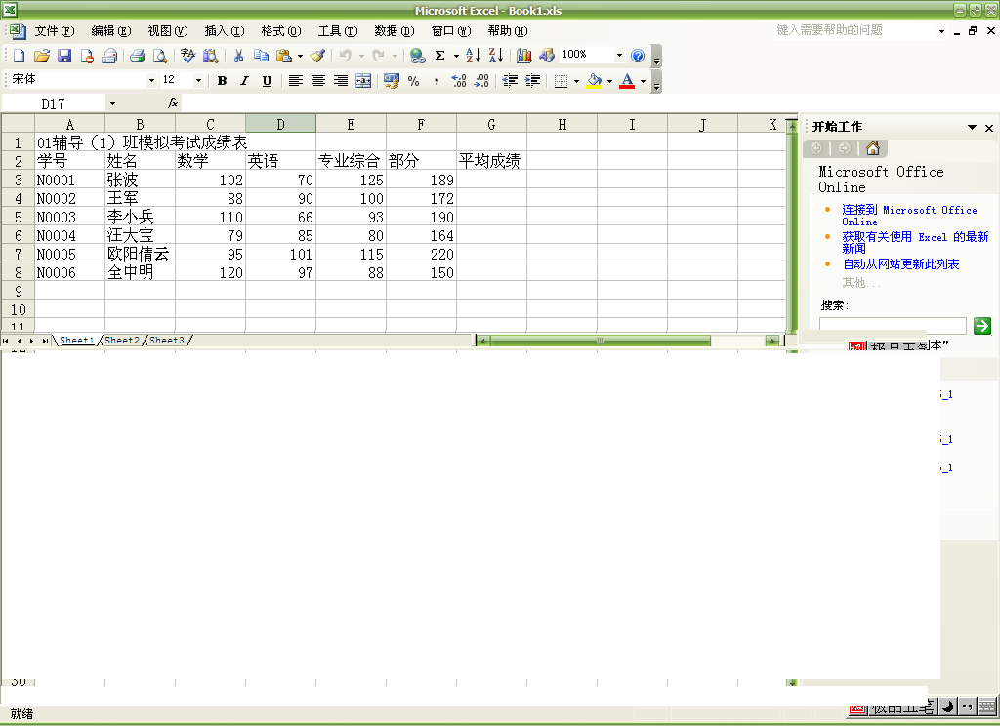 Microsoft Excel - Book1.xls
文件(F) 编辑(E) 视图(V) 插入(I) 格式(O) 工具(T) 数据(D) 窗口(W) 帮助(H) 键入需要帮助的问题
100%
宋体 12 B I U % ,
D17 fx
A B C D E F G H I J K
1 01辅导（1）班模拟考试成绩表
2 学号 姓名 数学 英语 专业综合 部分 平均成绩
3 N0001 张波 102 70 125 189
4 N0002 王军 88 90 100 172
5 N0003 李小兵 110 66 93 190
6 N0004 汪大宝 79 85 80 164
7 N0005 欧阳倩云 95 101 115 220
8 N0006 全中明 120 97 88 150
9
10
11
Sheet1 Sheet2 Sheet3
开始工作
Microsoft Office
Online
连接到 Microsoft Office
Online
获取有关使用 Excel 的最新
新闻
自动从网站更新此列表
其他...
搜索:
本”
_1
_1
_1
30
就绪
极品五笔